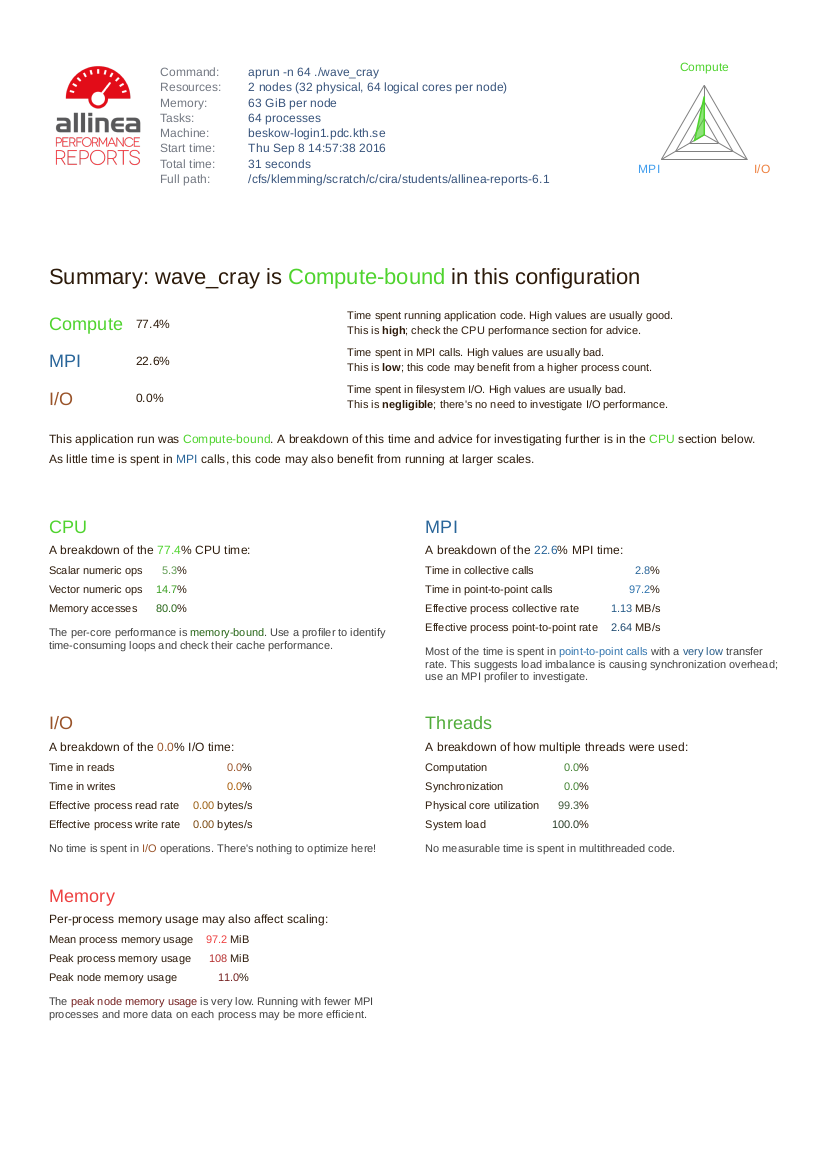 allinea
PERFORMANCE
REPORTS
Command: aprun -n 64 ./wave_cray
Resources: 2 nodes (32 physical, 64 logical cores per node)
Memory: 63 GiB per node
Tasks: 64 processes
Machine: beskow-login1.pdc.kth.se
Start time: Thu Sep 8 14:57:38 2016
Total time: 31 seconds
Full path: /cfs/klemming/scratch/c/cira/students/allinea-reports-6.1
Compute
MPI I/O
Summary: wave_cray is Compute-bound in this configuration
Compute 77.4%
Time spent running application code. High values are usually good.
This is high; check the CPU performance section for advice.
MPI 22.6%
Time spent in MPI calls. High values are usually bad.
This is low; this code may benefit from a higher process count.
I/O 0.0%
Time spent in filesystem I/O. High values are usually bad.
This is negligible; there's no need to investigate I/O performance.
This application run was Compute-bound. A breakdown of this time and advice for investigating further is in the CPU section below.
As little time is spent in MPI calls, this code may also benefit from running at larger scales.
CPU
A breakdown of the 77.4% CPU time:
Scalar numeric ops 5.3%
Vector numeric ops 14.7%
Memory accesses 80.0%
The per-core performance is memory-bound. Use a profiler to identify
time-consuming loops and check their cache performance.
MPI
A breakdown of the 22.6% MPI time:
Time in collective calls 2.8%
Time in point-to-point calls 97.2%
Effective process collective rate 1.13 MB/s
Effective process point-to-point rate 2.64 MB/s
Most of the time is spent in point-to-point calls with a very low transfer
rate. This suggests load imbalance is causing synchronization overhead;
use an MPI profiler to investigate.
I/O
A breakdown of the 0.0% I/O time:
Time in reads 0.0%
Time in writes 0.0%
Effective process read rate 0.00 bytes/s
Effective process write rate 0.00 bytes/s
No time is spent in I/O operations. There's nothing to optimize here!
Threads
A breakdown of how multiple threads were used:
Computation 0.0%
Synchronization 0.0%
Physical core utilization 99.3%
System load 100.0%
No measurable time is spent in multithreaded code.
Memory
Per-process memory usage may also affect scaling:
Mean process memory usage 97.2 MiB
Peak process memory usage 108 MiB
Peak node memory usage 11.0%
The peak node memory usage is very low. Running with fewer MPI
processes and more data on each process may be more efficient.